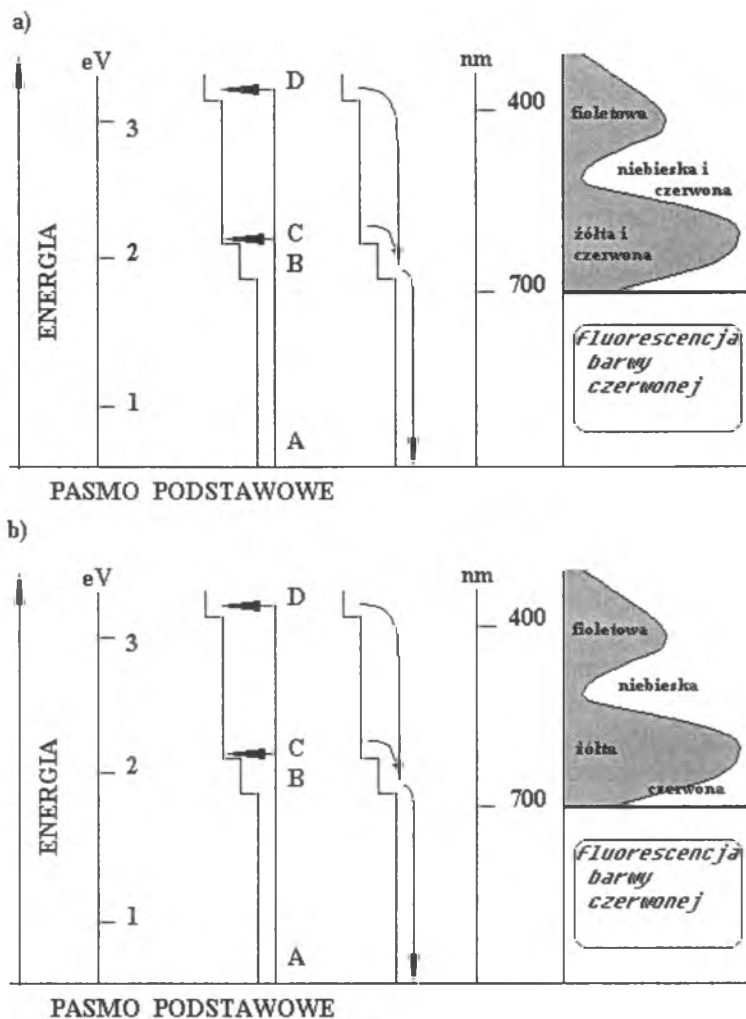 a)
eV
nm
ENERGIA
3
2
1
D
C
B
A
400
700
fioletowa
niebieska i
czerwona
żółta i
czerwona
fluorescencja
barwy
czerwonej
PASMO PODSTAWOWE
b)
eV
nm
ENERGIA
3
2
1
D
C
B
A
400
700
fioletowa
niebieska
żółta
czerwona
fluorescencja
barwy
czerwonej
PASMO PODSTAWOWE